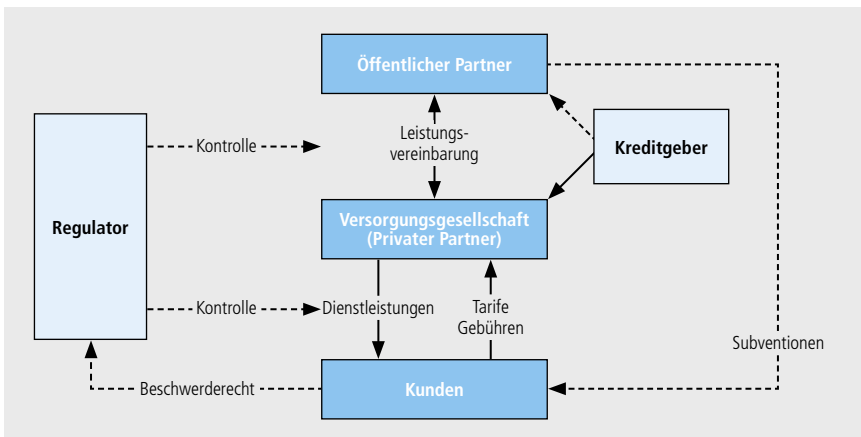 Öffentlicher Partner
Kontrolle
Leistungs-
vereinbarung
Kreditgeber
Regulator
Versorgungsgesellschaft
(Privater Partner)
Kontrolle
Dienstleistungen
Tarife
Gebühren
Subventionen
Beschwerderecht
Kunden